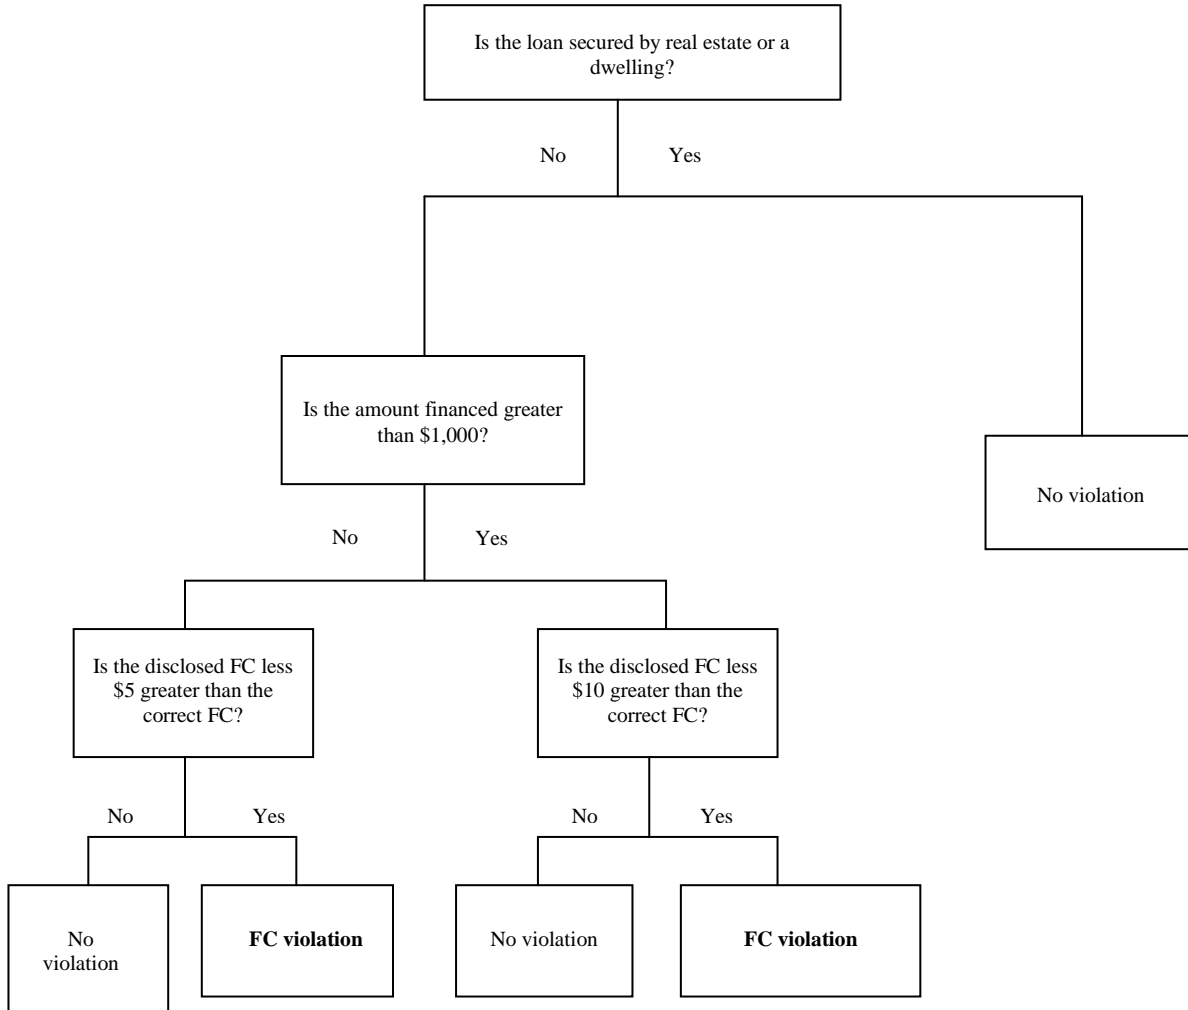 Is the loan secured by real estate or a
dwelling?
No
Yes
Is the amount financed greater
than $1,000?
No violation
No
Yes
Is the disclosed FC less
$5 greater than the
correct FC?
Is the disclosed FC less
$10 greater than the
correct FC?
No
Yes
No
Yes
No
violation
FC violation
No violation
FC violation